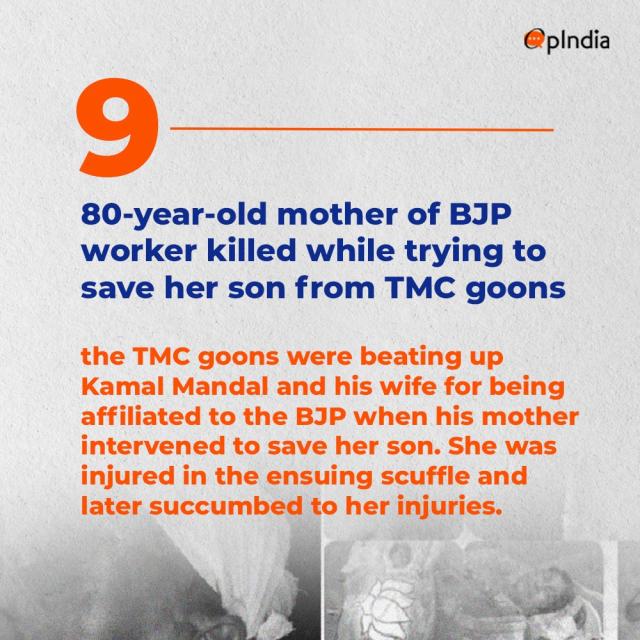 OpIndia
9
80-year-old mother of BJP
worker killed while trying to
save her son from TMC goons
the TMC goons were beating up
Kamal Mandal and his wife for being
affiliated to the BJP when his mother
intervened to save her son. She was
injured in the ensuing scuffle and
later succumbed to her injuries.